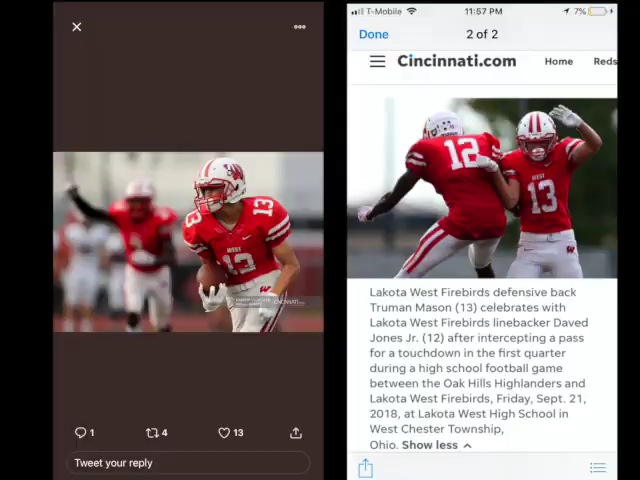 13
WEST
13
W
CINCINNATI
1
4
13
Tweet your reply
T-Mobile
11:57 PM
7%
Done
2 of 2
Cincinnati.com
Home
Reds
12
WEST
13
Lakota West Firebirds defensive back
Truman Mason (13) celebrates with
Lakota West Firebirds linebacker Daved
Jones Jr. (12) after intercepting a pass
for a touchdown in the first quarter
during a high school football game
between the Oak Hills Highlanders and
Lakota West Firebirds, Friday, Sept. 21,
2018, at Lakota West High School in
West Chester Township,
Ohio. Show less